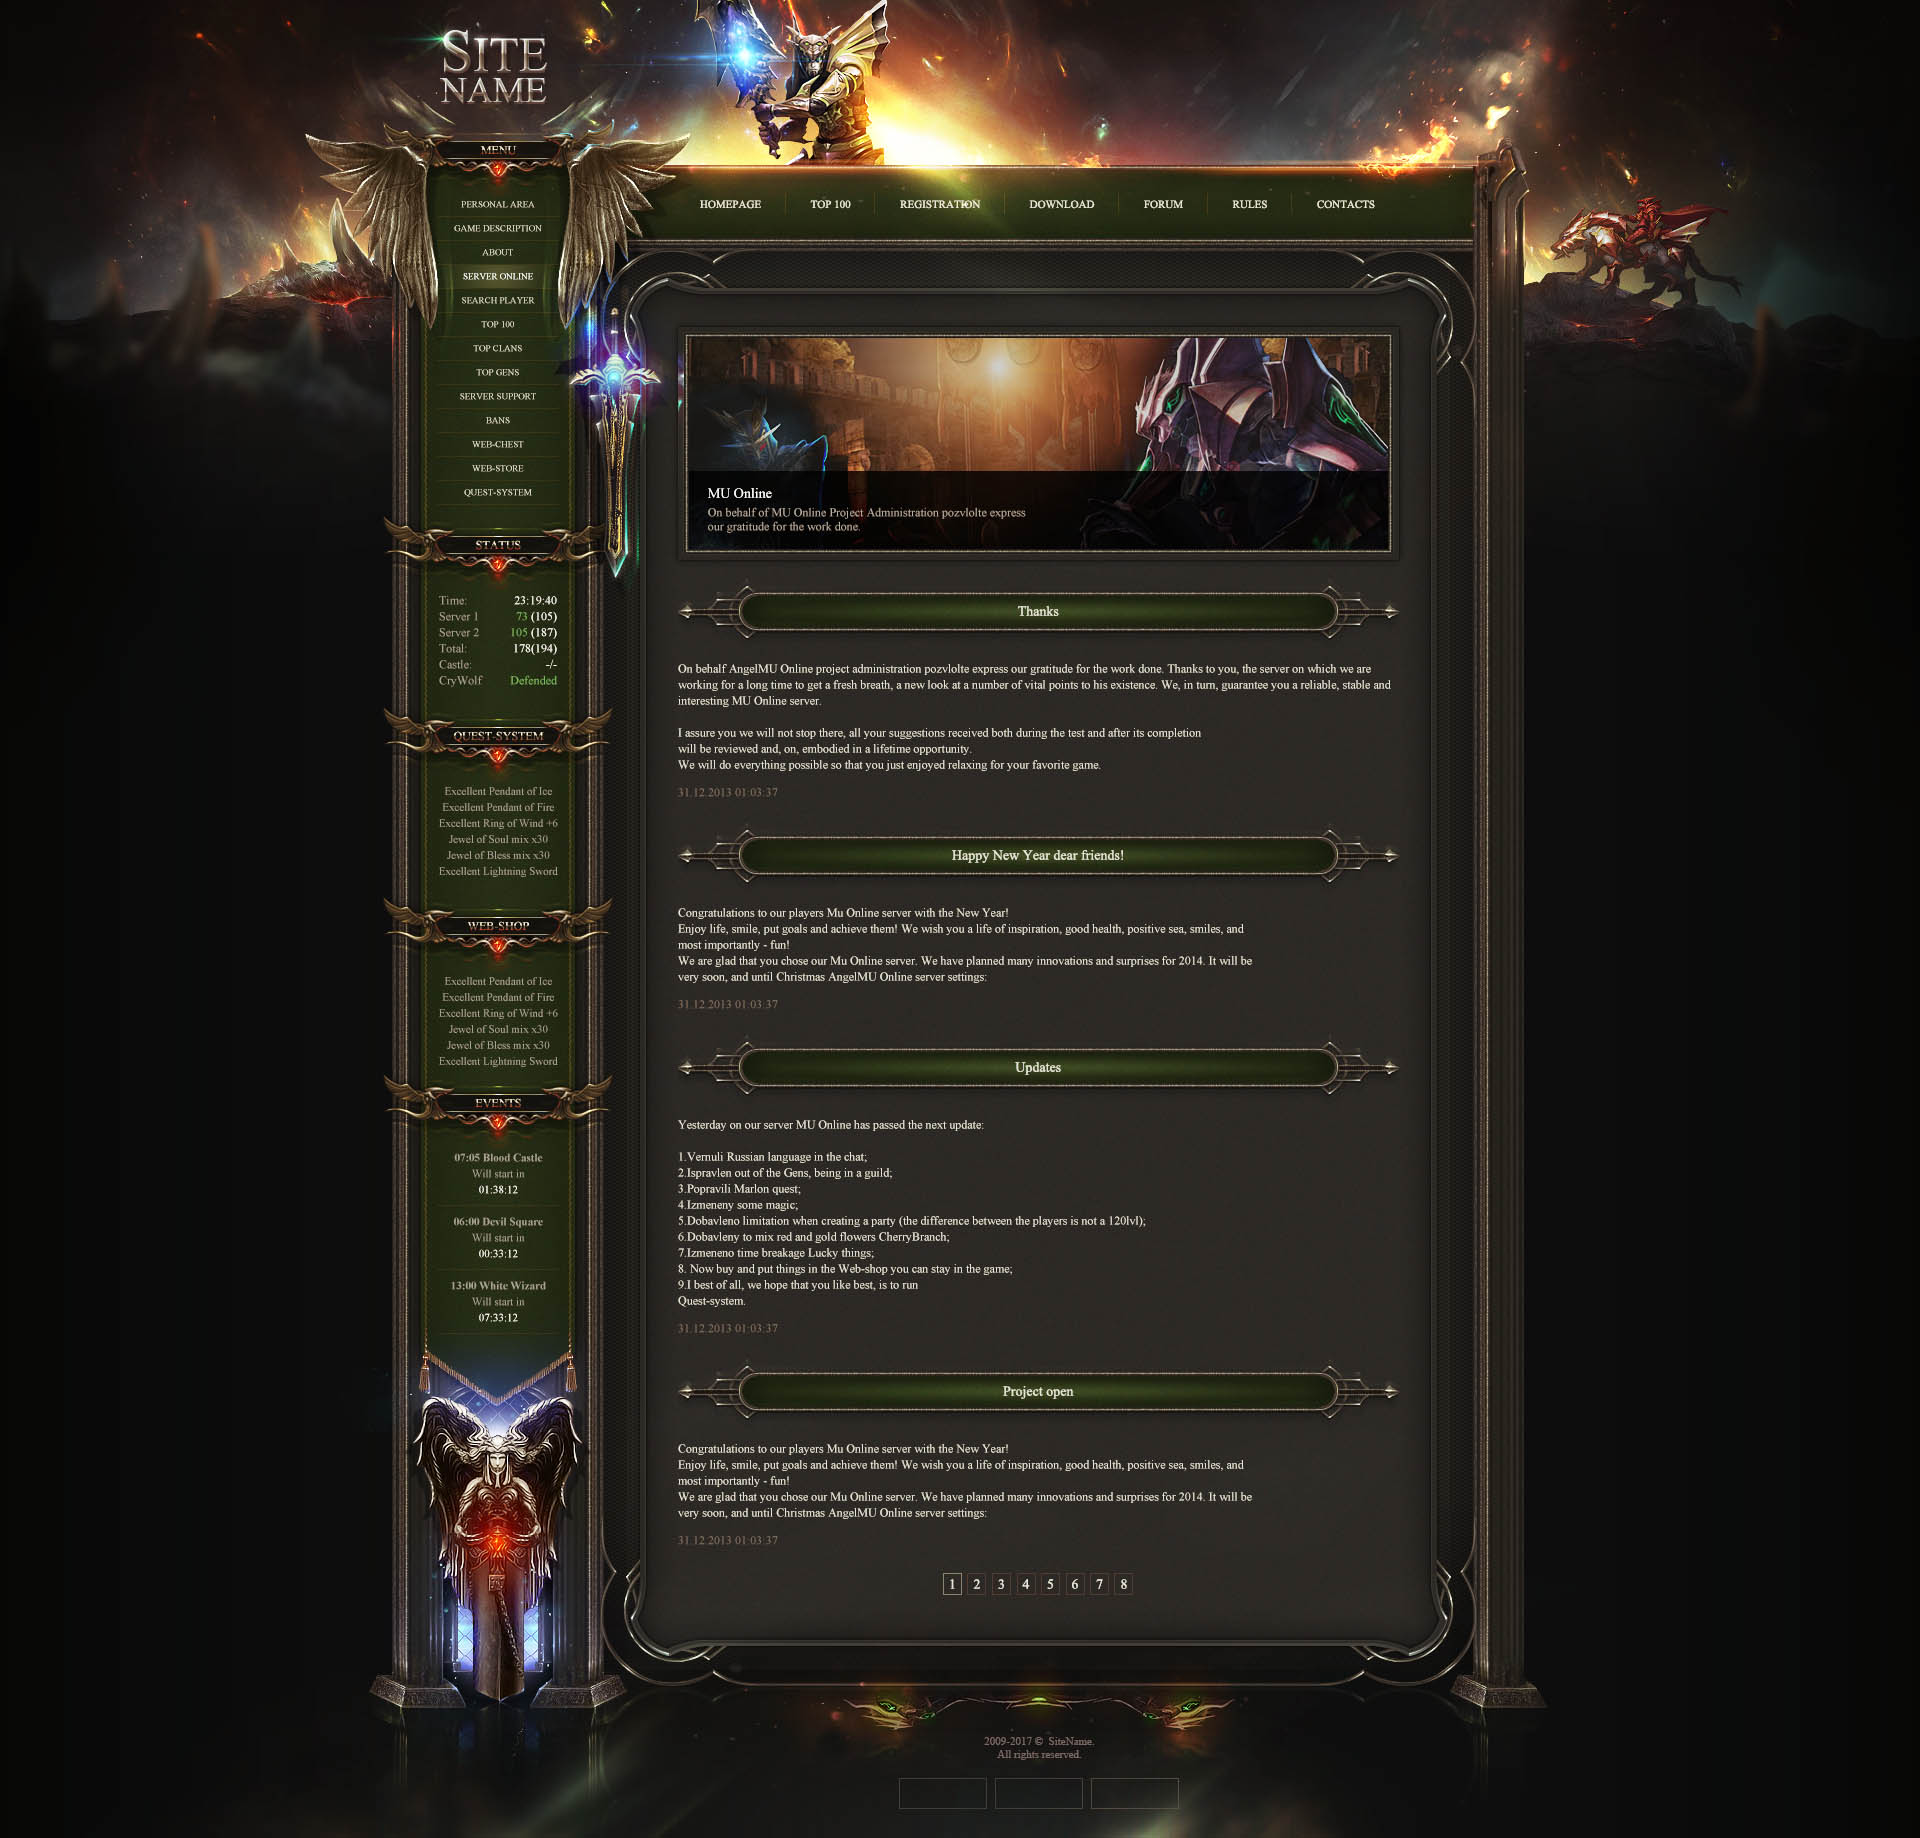 SITE
NAME
MENU
PERSONAL AREA
GAME DESCRIPTION
ABOUT
SERVER ONLINE
SEARCH PLAYER
TOP 100
TOP CLANS
TOP GENS
SERVER SUPPORT
BANS
WEB-CHEST
WEB-STORE
QUEST-SYSTEM
STATUS
Time: 23:19:40
Server 1 73 (105)
Server 2 105 (187)
Total: 178(194)
Castle: -/-
CryWolf Defended
QUEST-SYSTEM
Excellent Pendant of Ice
Excellent Pendant of Fire
Excellent Ring of Wind +6
Jewel of Soul mix x30
Jewel of Bless mix x30
Excellent Lightning Sword
WEB-SHOP
Excellent Pendant of Ice
Excellent Pendant of Fire
Excellent Ring of Wind +6
Jewel of Soul mix x30
Jewel of Bless mix x30
Excellent Lightning Sword
EVENTS
07:05 Blood Castle
Will start in
01:38:12
06:00 Devil Square
Will start in
00:33:12
13:00 White Wizard
Will start in
07:33:12
HOMEPAGE TOP 100 REGISTRATION DOWNLOAD FORUM RULES CONTACTS
MU Online
On behalf of MU Online Project Administration pozvlolte express
our gratitude for the work done.
Thanks
On behalf AngelMU Online project administration pozvlolte express our gratitude for the work done. Thanks to you, the server on which we are
working for a long time to get a fresh breath, a new look at a number of vital points to his existence. We, in turn, guarantee you a reliable, stable and
interesting MU Online server.
I assure you we will not stop there, all your suggestions received both during the test and after its completion
will be reviewed and, on, embodied in a lifetime opportunity.
We will do everything possible so that you just enjoyed relaxing for your favorite game.
31.12.2013 01:03:37
Happy New Year dear friends!
Congratulations to our players Mu Online server with the New Year!
Enjoy life, smile, put goals and achieve them! We wish you a life of inspiration, good health, positive sea, smiles, and
most importantly - fun!
We are glad that you chose our Mu Online server. We have planned many innovations and surprises for 2014. It will be
very soon, and until Christmas AngelMU Online server settings:
31.12.2013 01:03:37
Updates
Yesterday on our server MU Online has passed the next update:
1.Vernuli Russian language in the chat;
2.Ispravlen out of the Gens, being in a guild;
3.Popravili Marlon quest;
4.Izmeneny some magic;
5.Dobavleno limitation when creating a party (the difference between the players is not a 120lvl);
6.Dobavleny to mix red and gold flowers CherryBranch;
7.Izmeneno time breakage Lucky things;
8. Now buy and put things in the Web-shop you can stay in the game;
9.I best of all, we hope that you like best, is to run
Quest-system.
31.12.2013 01:03:37
Project open
Congratulations to our players Mu Online server with the New Year!
Enjoy life, smile, put goals and achieve them! We wish you a life of inspiration, good health, positive sea, smiles, and
most importantly - fun!
We are glad that you chose our Mu Online server. We have planned many innovations and surprises for 2014. It will be
very soon, and until Christmas AngelMU Online server settings:
31.12.2013 01:03:37
1 2 3 4 5 6 7 8
2009-2017 © SiteName.
All rights reserved.